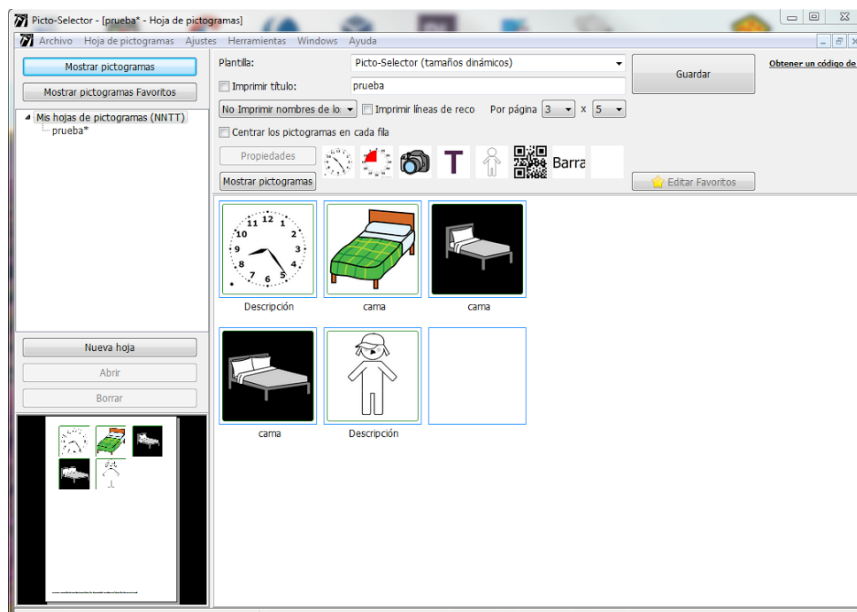 Picto-Selector - [prueba* - Hoja de pictogramas]
Archivo Hoja de pictogramas Ajustes Herramientas Windows Ayuda
Mostrar pictogramas
Mostrar pictogramas Favoritos
Mis hojas de pictogramas (NNTT)
prueba*
Nueva hoja
Abrir
Borrar
Plantilla: Picto-Selector (tamaños dinámicos)
Imprimir título: prueba
No Imprimir nombres de lo: Imprimir líneas de reco Por página 3 x 5
Centrar los pictogramas en cada fila
Propiedades
T Barra
Mostrar pictogramas
Guardar
Obtener un código de
Editar Favoritos
11 12 1
10 2
9 3
8 4
7 6 5
Descripción cama cama
cama Descripción